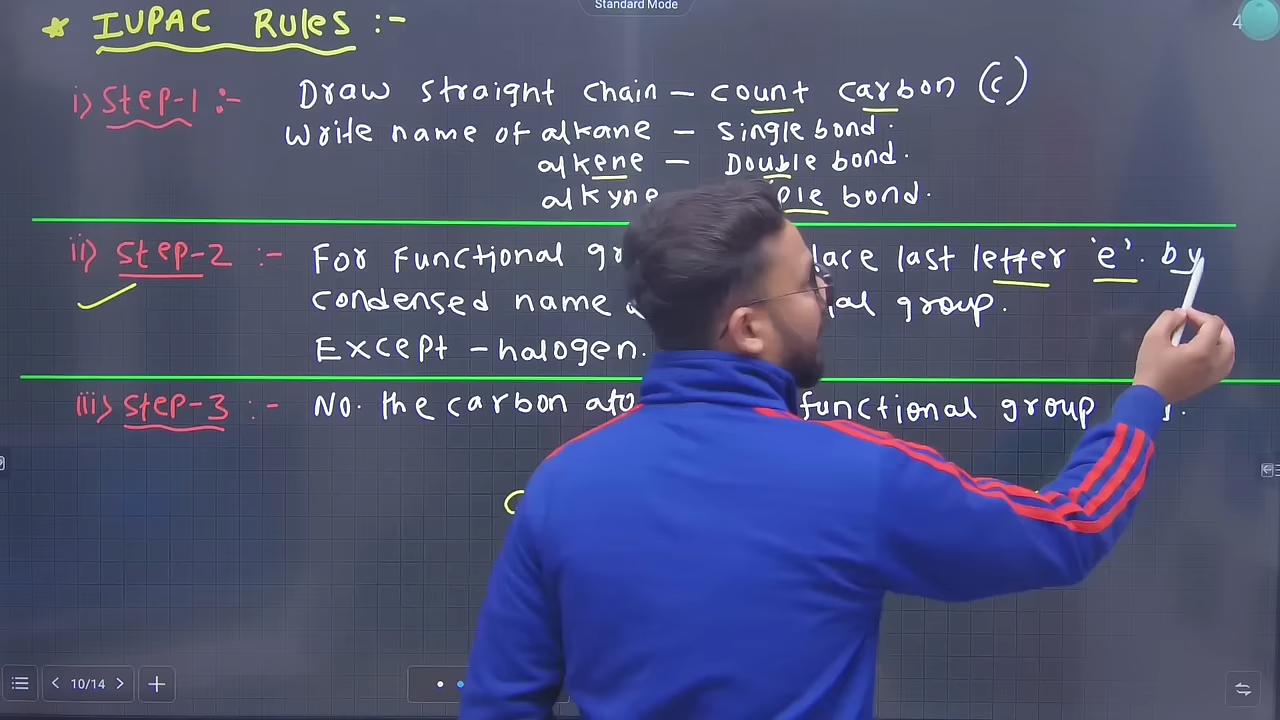 Standard Mode
4
* IUPAC Rules :-
i) Step-1 :- Draw straight chain - count carbon (C)
Write name of alkane - single bond.
alkene - Double bond.
alkyne bond.
ii) Step-2 :- For Functional last letter 'e'. by
condensed name group.
Except - halogen.
iii) Step-3 :- No. the carbon functional group
10/14